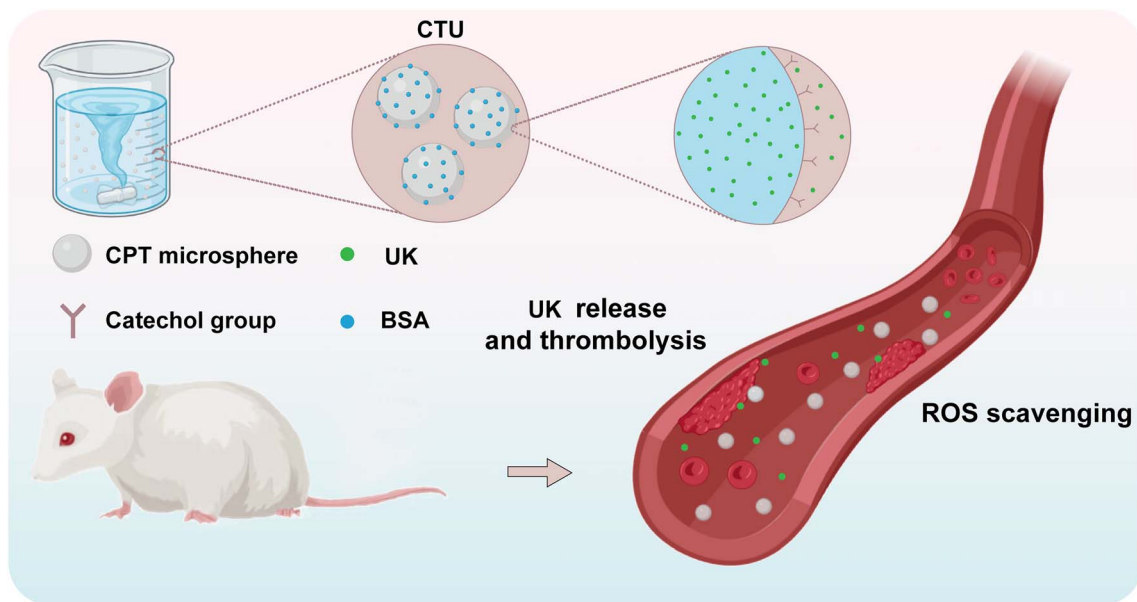 CTU
CPT microsphere
UK
Catechol group
BSA
UK release
and thrombolysis
ROS scavenging